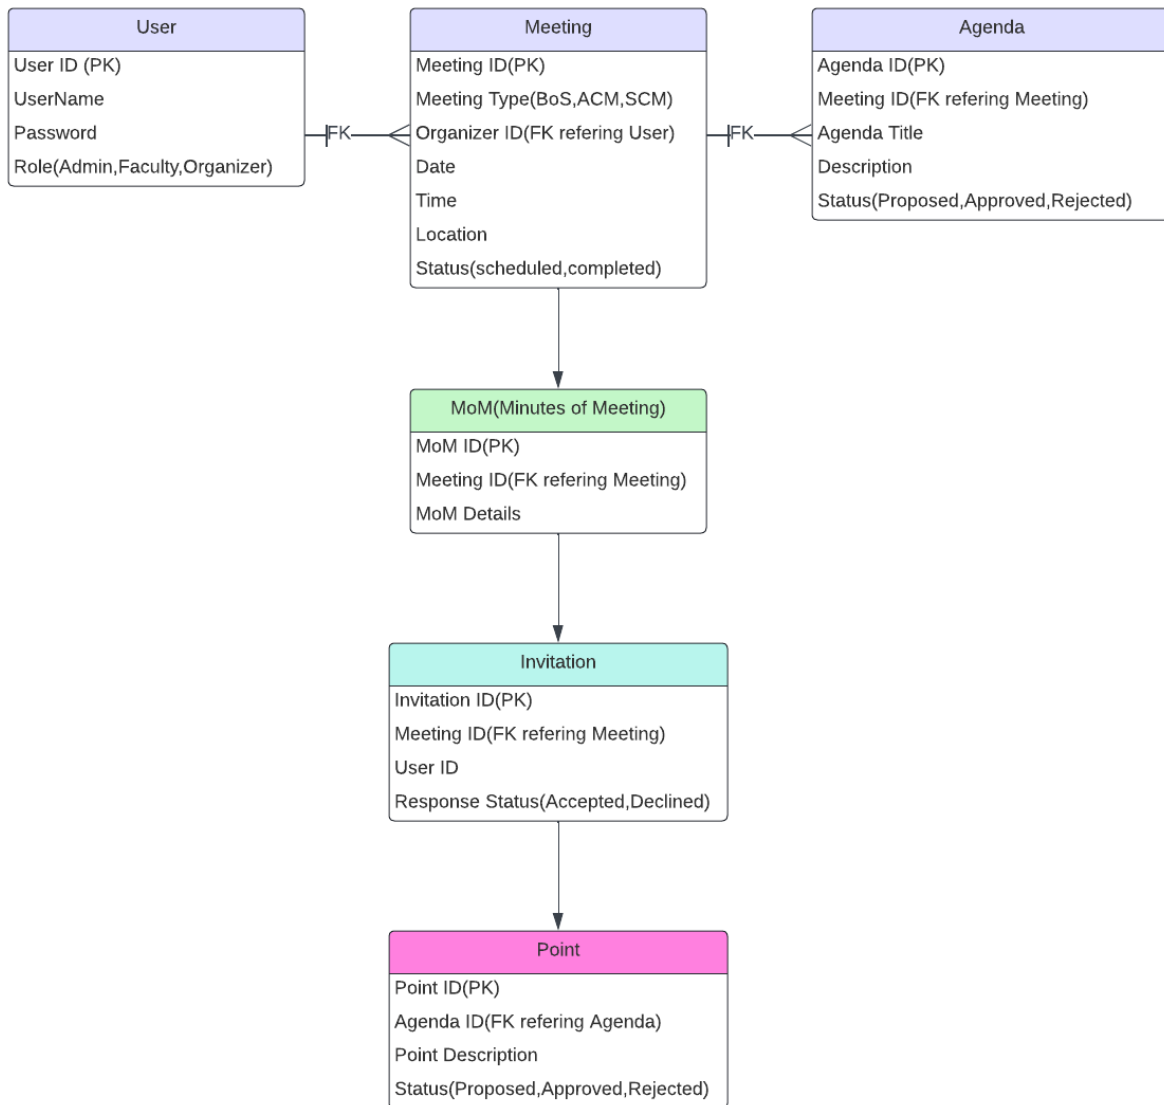 User
User ID (PK)
UserName
Password
Role(Admin,Faculty,Organizer)
FK
Meeting
Meeting ID(PK)
Meeting Type(BoS,ACM,SCM)
Organizer ID(FK refering User)
Date
Time
Location
Status(scheduled,completed)
FK
Agenda
Agenda ID(PK)
Meeting ID(FK refering Meeting)
Agenda Title
Description
Status(Proposed,Approved,Rejected)
MoM(Minutes of Meeting)
MoM ID(PK)
Meeting ID(FK refering Meeting)
MoM Details
Invitation
Invitation ID(PK)
Meeting ID(FK refering Meeting)
User ID
Response Status(Accepted,Declined)
Point
Point ID(PK)
Agenda ID(FK refering Agenda)
Point Description
Status(Proposed,Approved,Rejected)